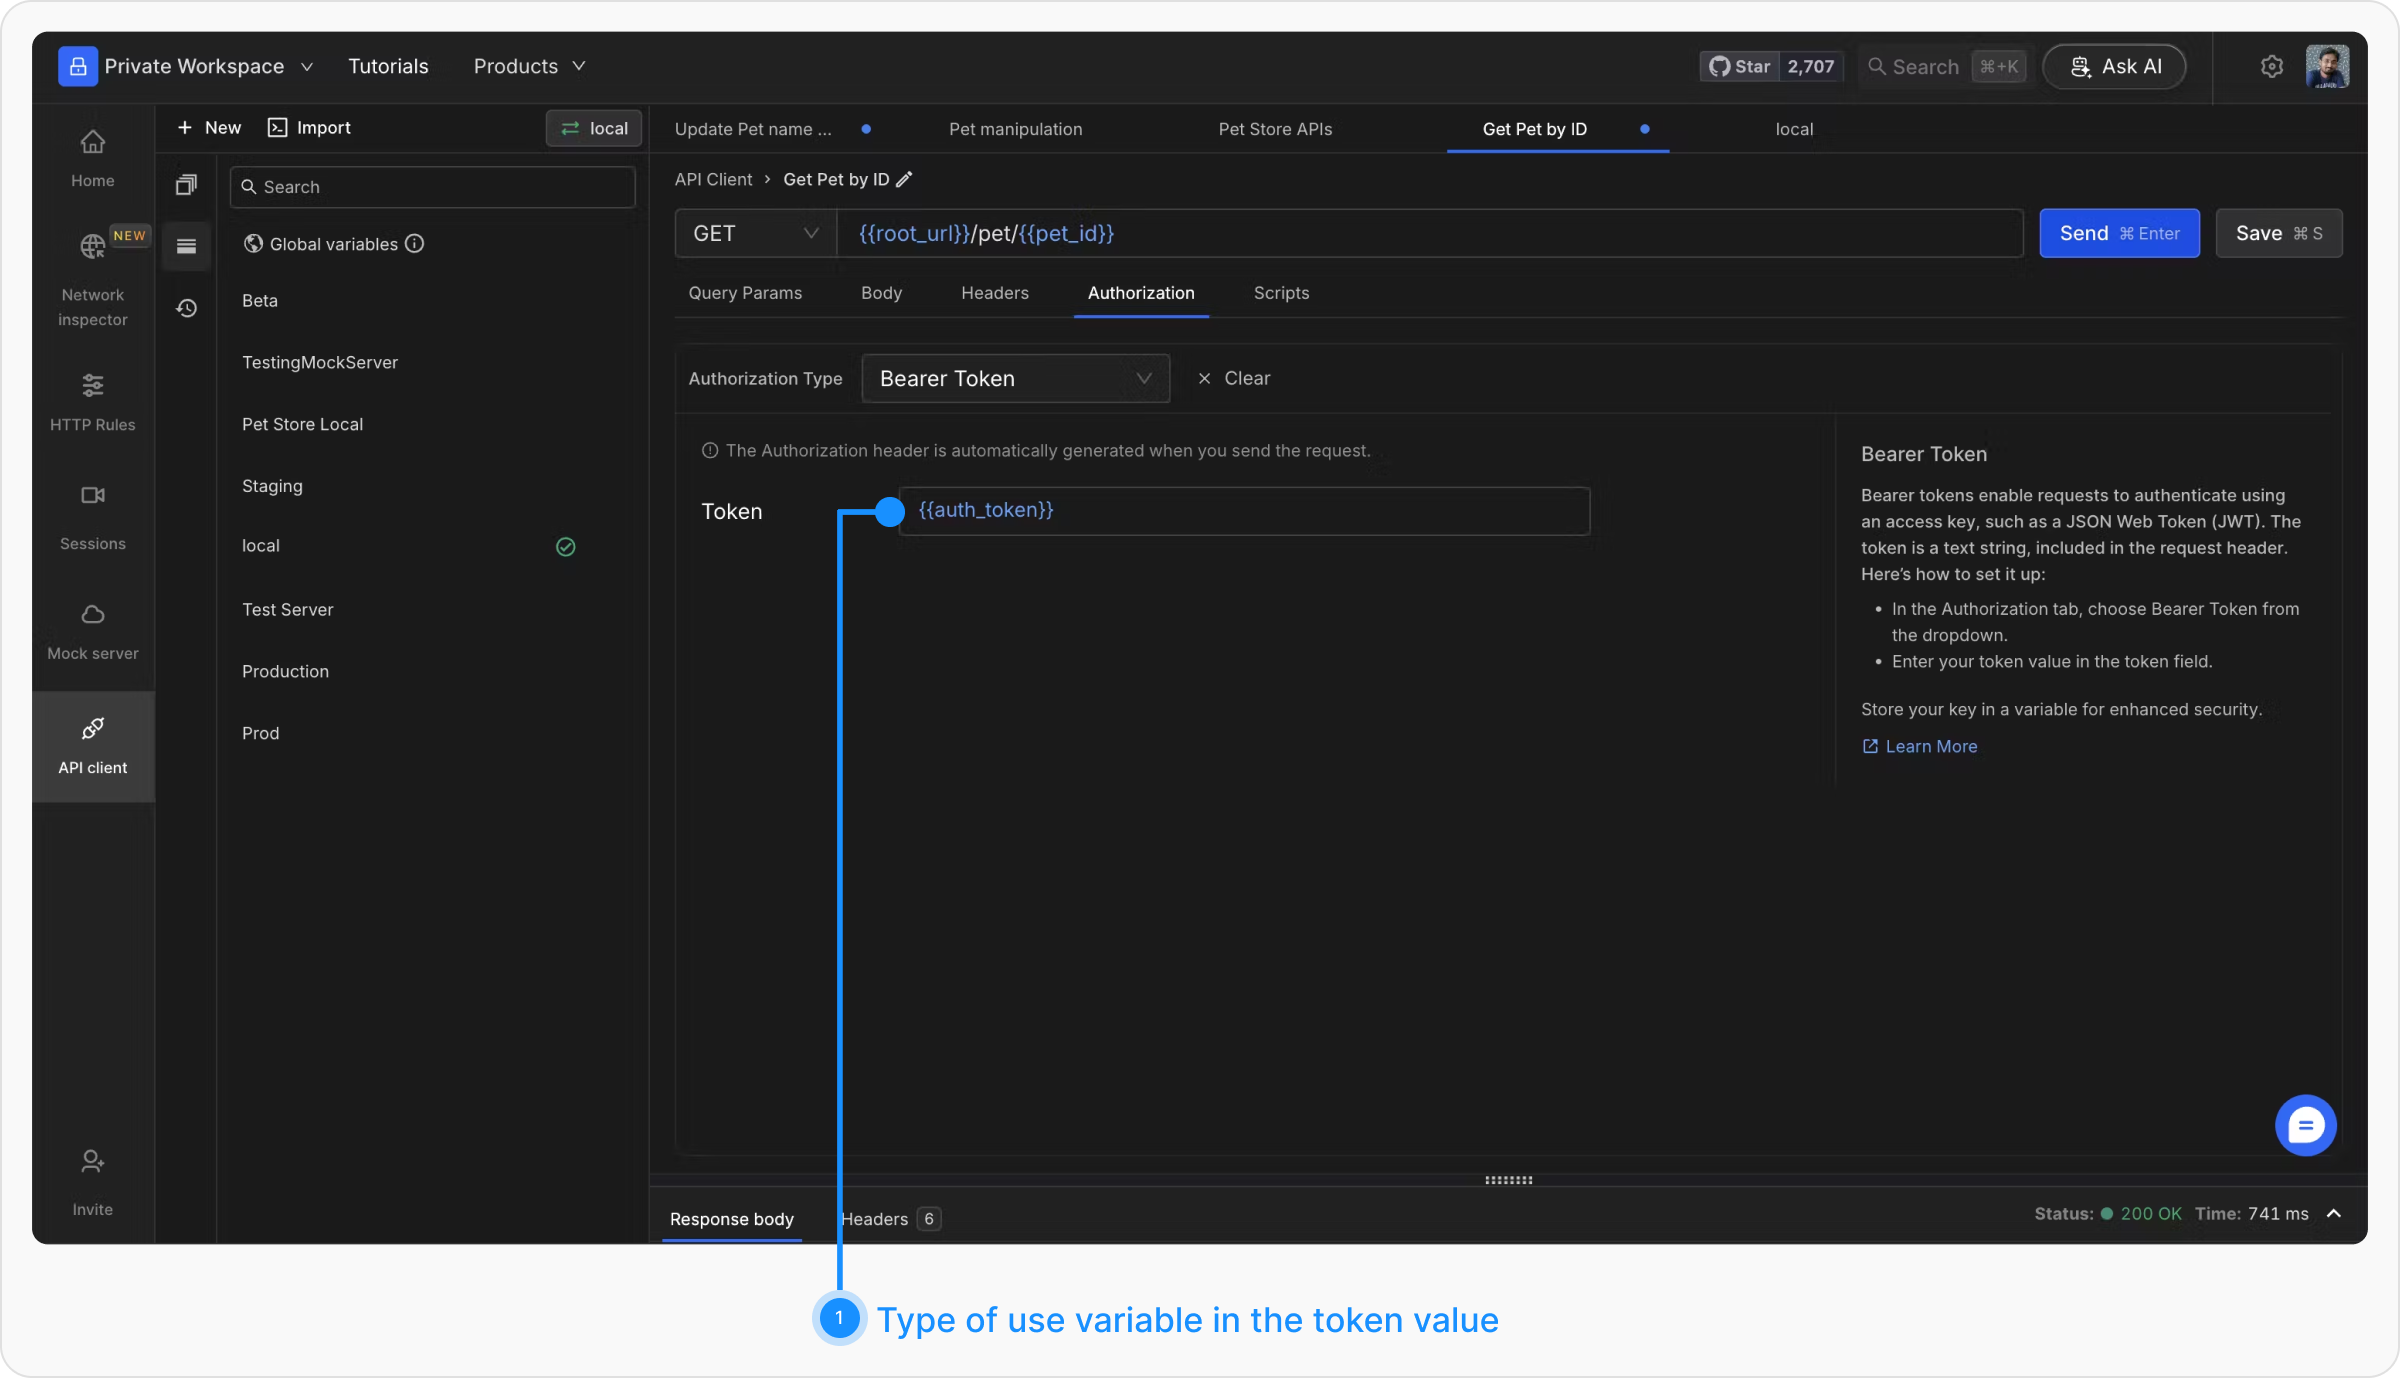 Private Workspace
Tutorials
Products
Star 2,707
Search ⌘+K
Ask AI
Home
NEW
Network
inspector
HTTP Rules
Sessions
Mock server
API client
Invite
New
Import
local
Search
Global variables
Beta
TestingMockServer
Pet Store Local
Staging
local
Test Server
Production
Prod
Update Pet name ...
Pet manipulation
Pet Store APIs
Get Pet by ID
local
API Client > Get Pet by ID
GET
{{root_url}}/pet/{{pet_id}}
Send ⌘ Enter
Save ⌘ S
Query Params
Body
Headers
Authorization
Scripts
Authorization Type
Bearer Token
Clear
The Authorization header is automatically generated when you send the request.
Token
{{auth_token}}
Bearer Token
Bearer tokens enable requests to authenticate using
an access key, such as a JSON Web Token (JWT). The
token is a text string, included in the request header.
Here's how to set it up:
• In the Authorization tab, choose Bearer Token from
the dropdown.
• Enter your token value in the token field.
Store your key in a variable for enhanced security.
Learn More
Response body
Headers 6
Status: 200 OK Time: 741 ms
1 Type of use variable in the token value